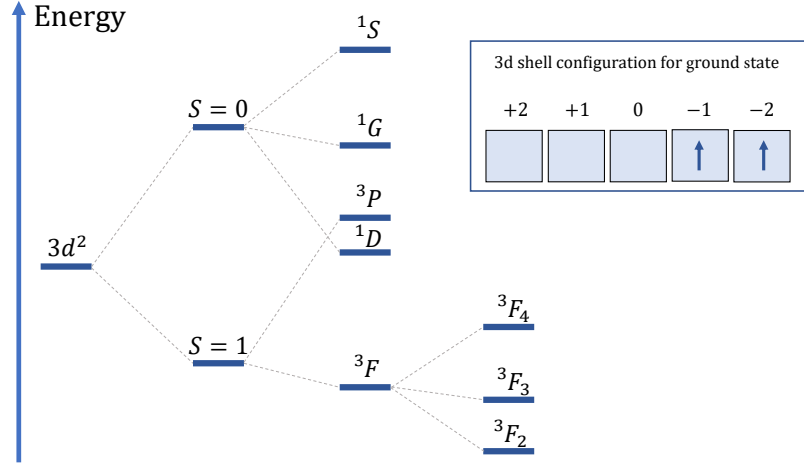 Energy
¹S
3d shell configuration for ground state
+2 +1 0 −1 −2
S = 0
¹G
³P
¹D
3d²
³F₄
S = 1
³F
³F₃
³F₂